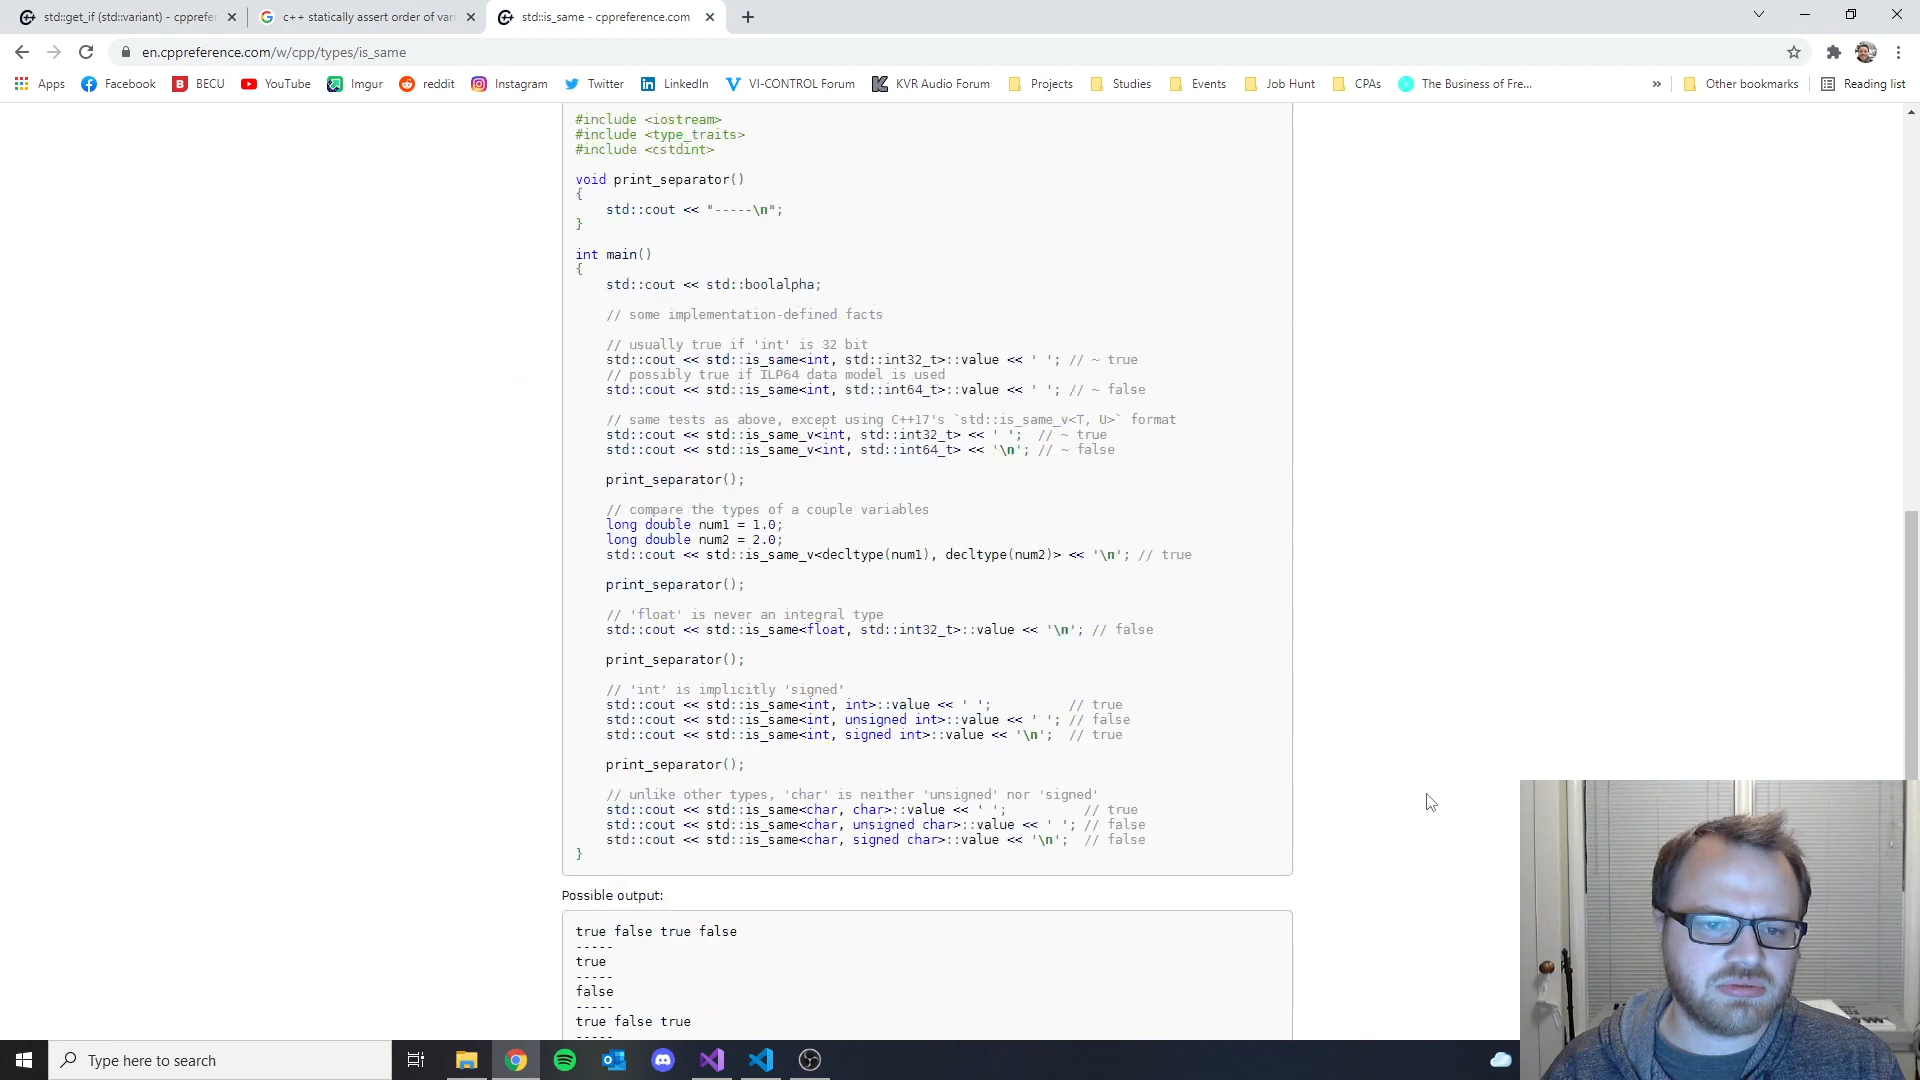 std::get_if (std::variant) - cpprefer
c++ statically assert order of vari
std::is_same - cppreference.com
en.cppreference.com/w/cpp/types/is_same
Apps
Facebook
BECU
YouTube
Imgur
reddit
Instagram
Twitter
LinkedIn
VI-CONTROL Forum
KVR Audio Forum
Projects
Studies
Events
Job Hunt
CPAs
The Business of Fre...
»
Other bookmarks
Reading list
#include <iostream>
#include <type_traits>
#include <cstdint>
void print_separator()
{
std::cout << "-----\n";
}
int main()
{
std::cout << std::boolalpha;
// some implementation-defined facts
// usually true if 'int' is 32 bit
std::cout << std::is_same<int, std::int32_t>::value << ' '; // ~ true
// possibly true if ILP64 data model is used
std::cout << std::is_same<int, std::int64_t>::value << ' '; // ~ false
// same tests as above, except using C++17's `std::is_same_v<T, U>` format
std::cout << std::is_same_v<int, std::int32_t> << ' ';  // ~ true
std::cout << std::is_same_v<int, std::int64_t> << '\n'; // ~ false
print_separator();
// compare the types of a couple variables
long double num1 = 1.0;
long double num2 = 2.0;
std::cout << std::is_same_v<decltype(num1), decltype(num2)> << '\n'; // true
print_separator();
// 'float' is never an integral type
std::cout << std::is_same<float, std::int32_t>::value << '\n'; // false
print_separator();
// 'int' is implicitly 'signed'
std::cout << std::is_same<int, int>::value << ' ';          // true
std::cout << std::is_same<int, unsigned int>::value << ' '; // false
std::cout << std::is_same<int, signed int>::value << '\n';  // true
print_separator();
// unlike other types, 'char' is neither 'unsigned' nor 'signed'
std::cout << std::is_same<char, char>::value << ' ';          // true
std::cout << std::is_same<char, unsigned char>::value << ' '; // false
std::cout << std::is_same<char, signed char>::value << '\n';  // false
}
Possible output:
true false true false
-----
true
-----
false
-----
true false true
-----
Type here to search